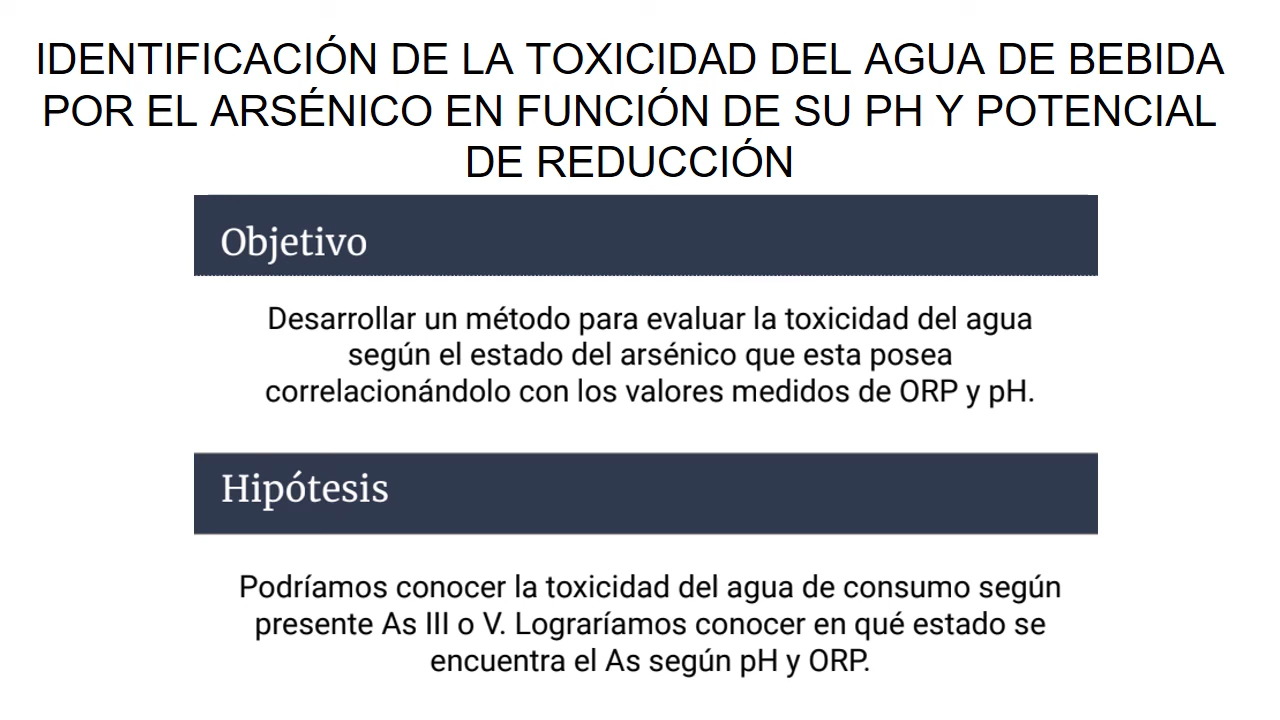 IDENTIFICACIÓN DE LA TOXICIDAD DEL AGUA DE BEBIDA
POR EL ARSÉNICO EN FUNCIÓN DE SU PH Y POTENCIAL
DE REDUCCIÓN
Objetivo
Desarrollar un método para evaluar la toxicidad del agua
según el estado del arsénico que esta posea
correlacionándolo con los valores medidos de ORP y pH.
Hipótesis
Podríamos conocer la toxicidad del agua de consumo según
presente As III o V. Lograríamos conocer en qué estado se
encuentra el As según pH y ORP.